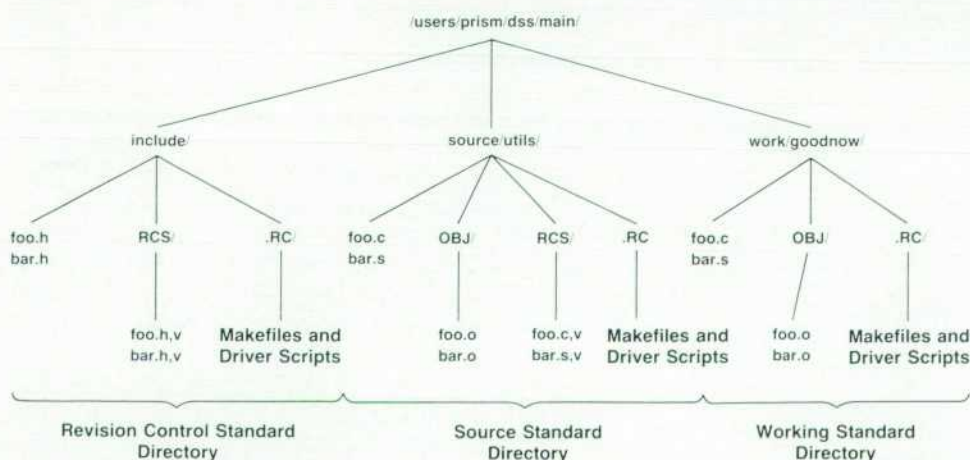 /users/prism/dss/main/
include/ source/utils/ work/goodnow/
foo.h RCS/ .RC/ foo.c OBJ/ RCS/ .RC foo.c OBJ/ .RC/
bar.h bar.s bar.s
foo.h,v Makefiles and foo.o foo.c,v Makefiles and foo.o Makefiles and
bar.h,v Driver Scripts bar.o bar.s,v Driver Scripts bar.o Driver Scripts
Revision Control Standard Source Standard Working Standard
Directory Directory Directory